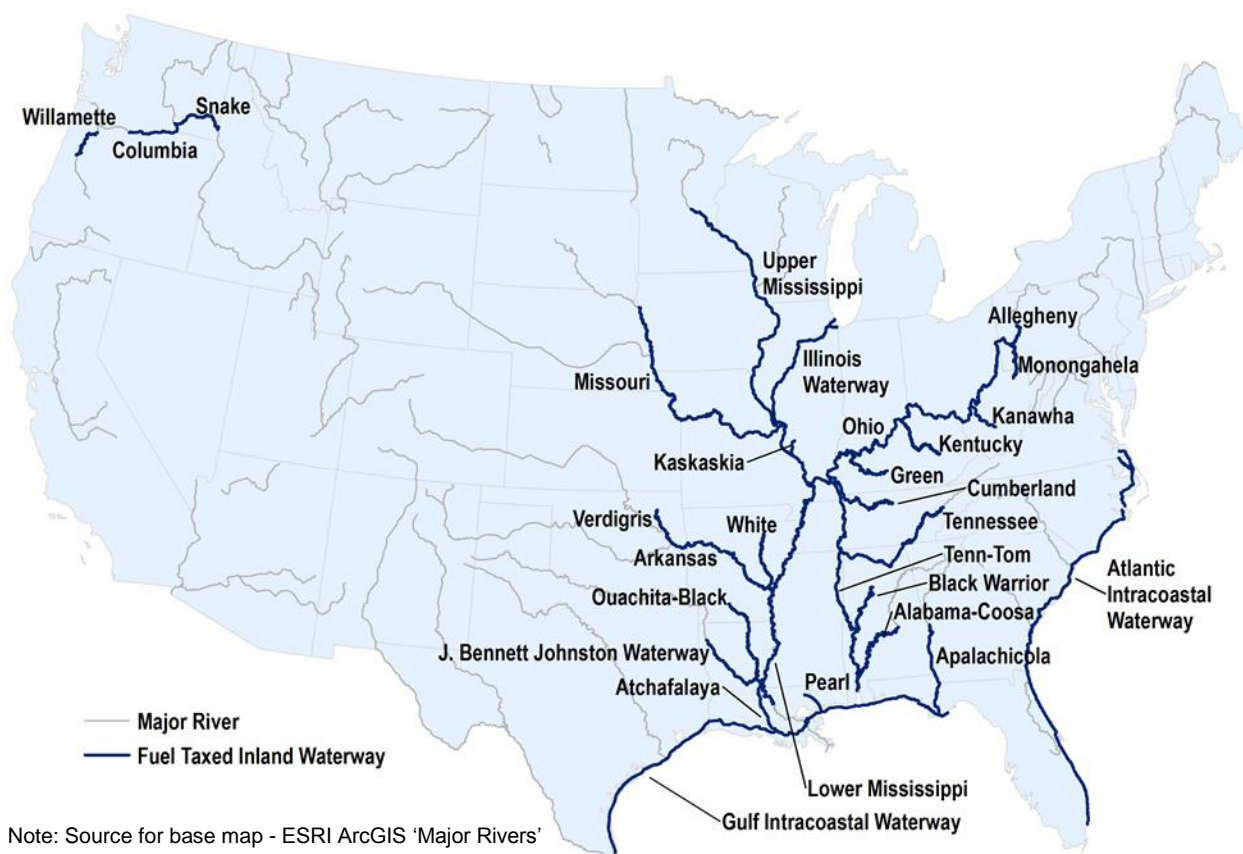 Willamette
Snake
Columbia
Upper
Mississippi
Allegheny
Illinois
Waterway
Monongahela
Missouri
Ohio
Kanawha
Kentucky
Kaskaskia
Green
Cumberland
Verdigris
White
Tennessee
Arkansas
Tenn-Tom
Black Warrior
Atlantic
Intracoastal
Waterway
Ouachita-Black
Alabama-Coosa
J. Bennett Johnston Waterway
Apalachicola
Atchafalaya
Pearl
Major River
Fuel Taxed Inland Waterway
Lower Mississippi
Gulf Intracoastal Waterway
Note: Source for base map - ESRI ArcGIS ‘Major Rivers’